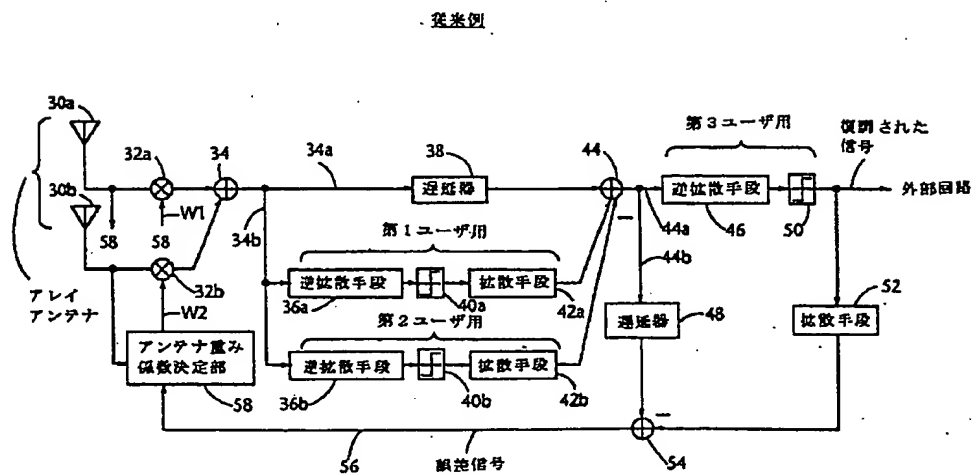 従来例
30a
32a
34
34a
38
44
第3ユーザ用
復調された
信号
30b
遅延器
逆拡散手段
外部回路
W1
58
58
34b
第1ユーザ用
44a
46
50
32b
44b
アレイ
アンテナ
W2
逆拡散手段
拡散手段
36a
40a
42a
52
第2ユーザ用
遅延器
48
拡散手段
アンテナ重み
係数決定部
58
逆拡散手段
拡散手段
36b
40b
42b
56
誤差信号
54